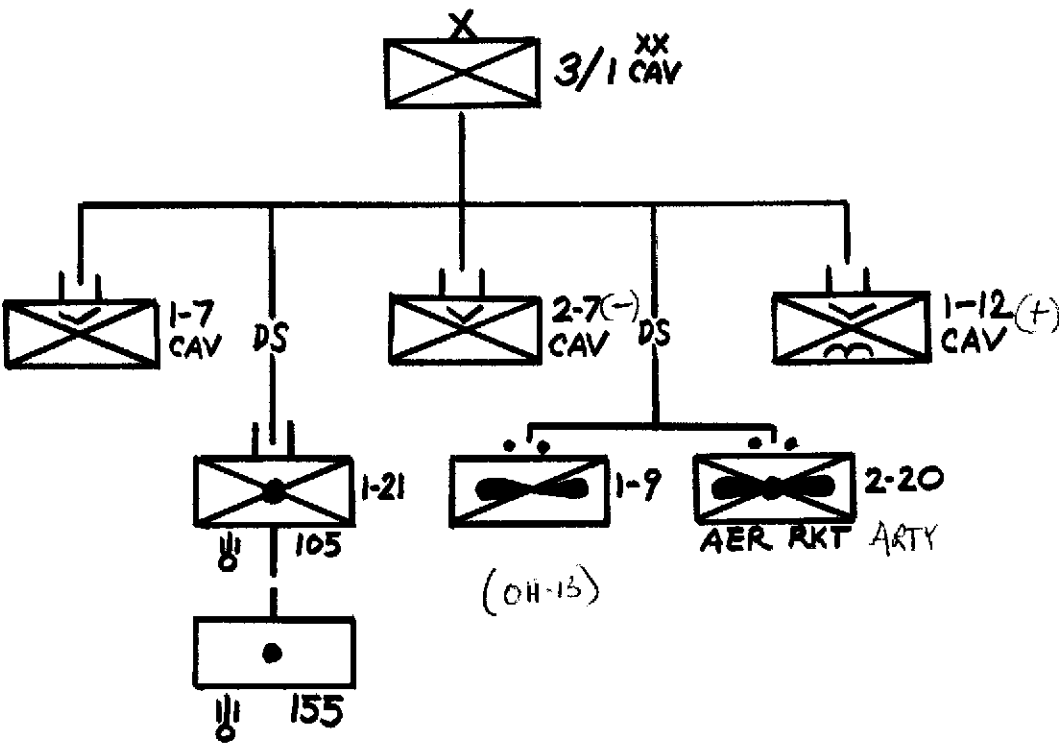 X
3/1 XX CAV
1-7
CAV
DS
2-7 (-)
CAV
DS
1-12 (+)
CAV
1-21
105
1-9
2-20
AER RKT ARTY
(OH-13)
155